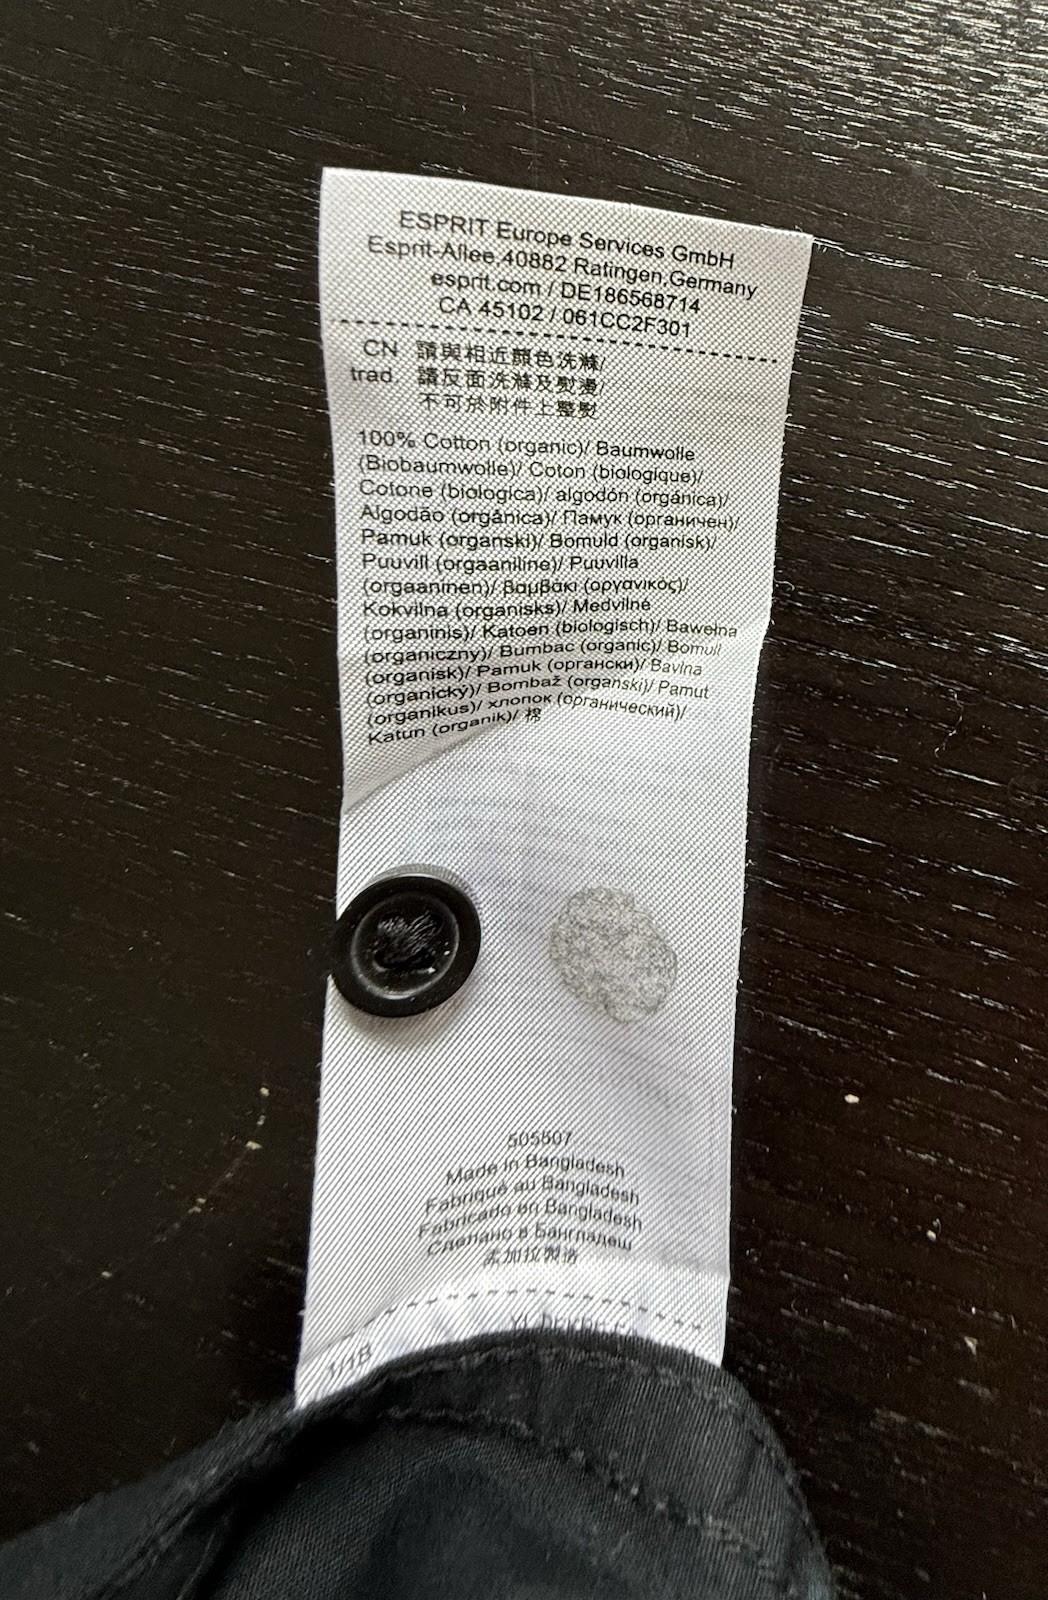 ESPRIT Europe Services GmbH
Esprit-Allee,40882 Ratingen,Germany
esprit.com / DE186568714
CA 45102 / 061CC2F301
CN 請與相近顏色洗滌/
trad. 請反面洗滌及熨燙/
不可於附件上整熨
100% Cotton (organic)/ Baumwolle
(Biobaumwolle)/ Coton (biologique)/
Cotone (biologica)/ algodón (orgánica)/
Algodão (orgânica)/ Памук (органичен)/
Pamuk (organski)/ Bomuld (organisk)/
Puuvill (orgaaniline)/ Puuvilla
(orgaaninen)/ βαμβάκι (οργανικός)/
Kokvilna (organisks)/ Medvilnė
(organinis)/ Katoen (biologisch)/ Bawełna
(organiczny)/ Bumbac (organic)/ Bomull
(organisk)/ Pamuk (органски)/ Bavlna
(organický)/ Bombaž (organski)/ Pamut
(organikus)/ хлопок (органический)/
Katun (organik)/ 棉
505507
Made in Bangladesh
Fabriqué au Bangladesh
Fabricado en Bangladesh
Сделано в Бангладеш
孟加拉製造
1/18